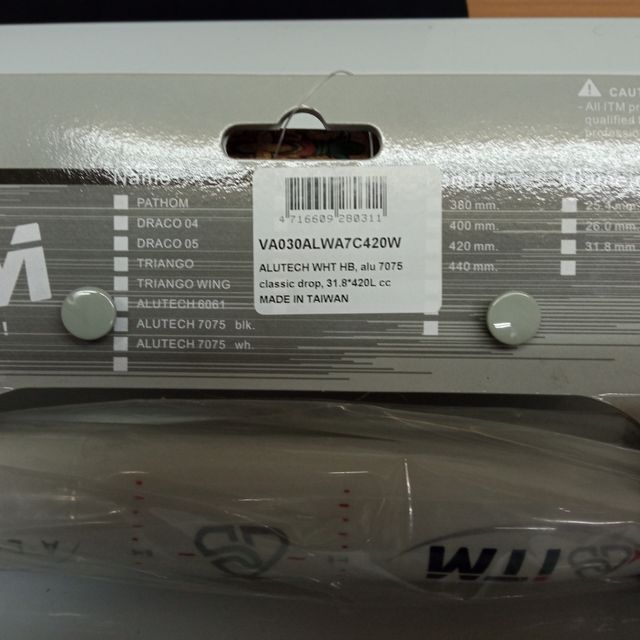 CAUT
- All ITM p
qualified
profess
Name
PATHOM
DRACO 04
DRACO 05
TRIANGO
TRIANGO WING
ALUTECH 6061
ALUTECH 7075 blk.
ALUTECH 7075 wh.
4 716609 280311
VA030ALWA7C420W
ALUTECH WHT HB, alu 7075
classic drop, 31.8*420L cc
MADE IN TAIWAN
380 mm.
400 mm.
420 mm.
440 mm.
25.4 mm.
26.0 mm.
31.8 mm.
M
ITM